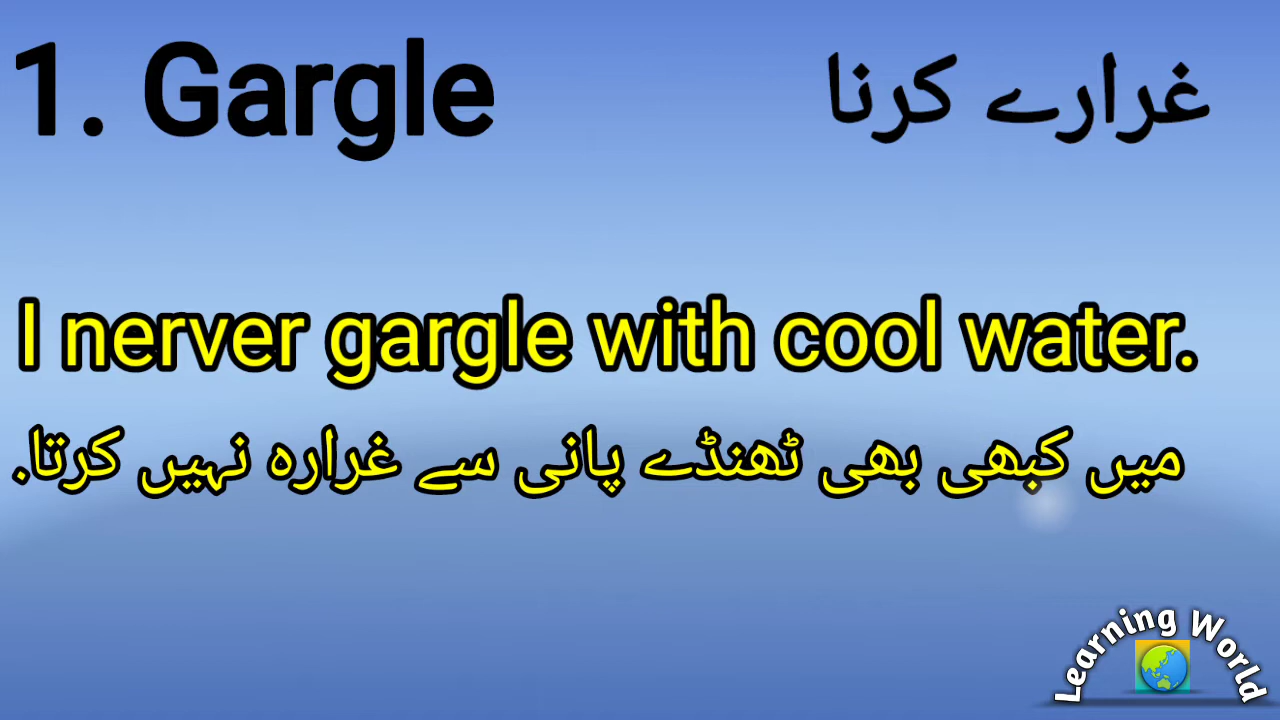 1. Gargle
غرارے کرنا
I nerver gargle with cool water.
میں کبھی بھی ٹھنڈے پانی سے غرارہ نہیں کرتا.
Learning World